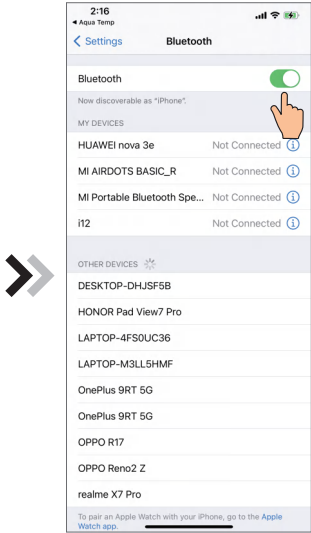 2:16
◀ Aqua Temp
Settings Bluetooth
Bluetooth
Now discoverable as "iPhone".
MY DEVICES
HUAWEI nova 3e Not Connected
MI AIRDOTS BASIC_R Not Connected
MI Portable Bluetooth Spe... Not Connected
i12 Not Connected
OTHER DEVICES
DESKTOP-DHJSF5B
HONOR Pad View7 Pro
LAPTOP-4FS0UC36
LAPTOP-M3LL5HMF
OnePlus 9RT 5G
OnePlus 9RT 5G
OPPO R17
OPPO Reno2 Z
realme X7 Pro
To pair an Apple Watch with your iPhone, go to the Apple
Watch app.